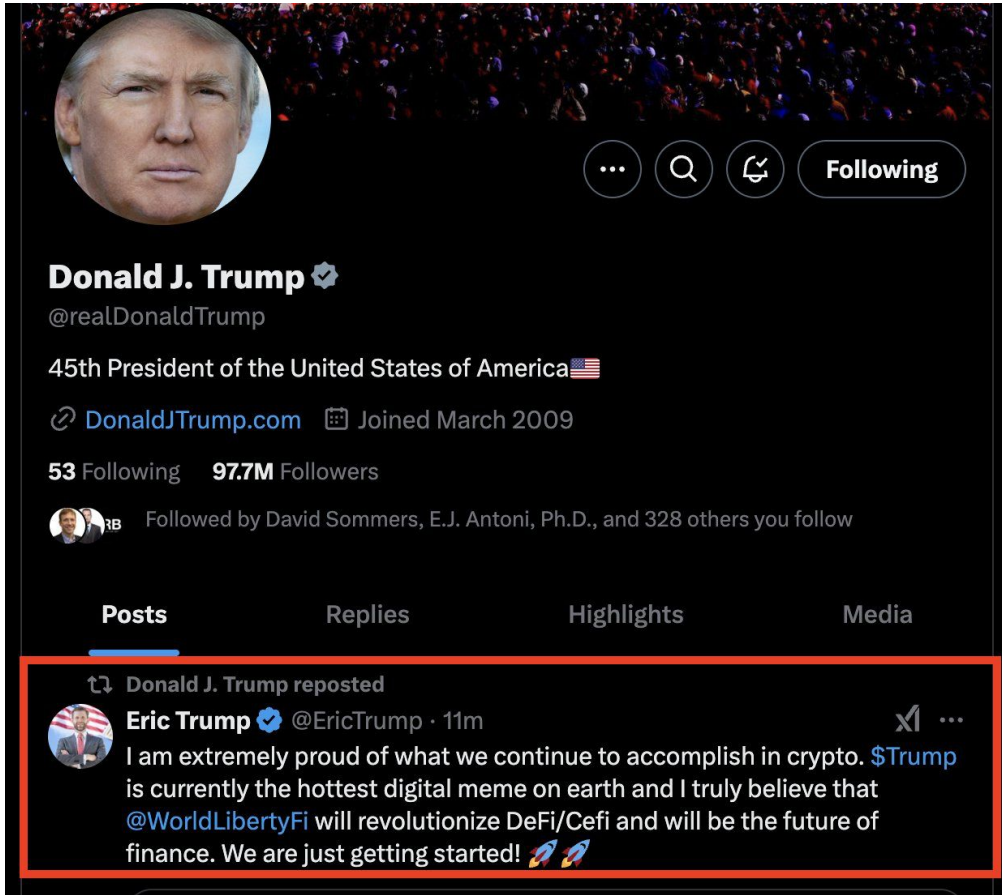 Following
Donald J. Trump
@realDonaldTrump
45th President of the United States of America🇺🇸
DonaldJTrump.com Joined March 2009
53 Following 97.7M Followers
RB Followed by David Sommers, E.J. Antoni, Ph.D., and 328 others you follow
Posts Replies Highlights Media
Donald J. Trump reposted
Eric Trump @EricTrump · 11m
I am extremely proud of what we continue to accomplish in crypto. $Trump
is currently the hottest digital meme on earth and I truly believe that
@WorldLibertyFi will revolutionize DeFi/Cefi and will be the future of
finance. We are just getting started! 🚀 🚀